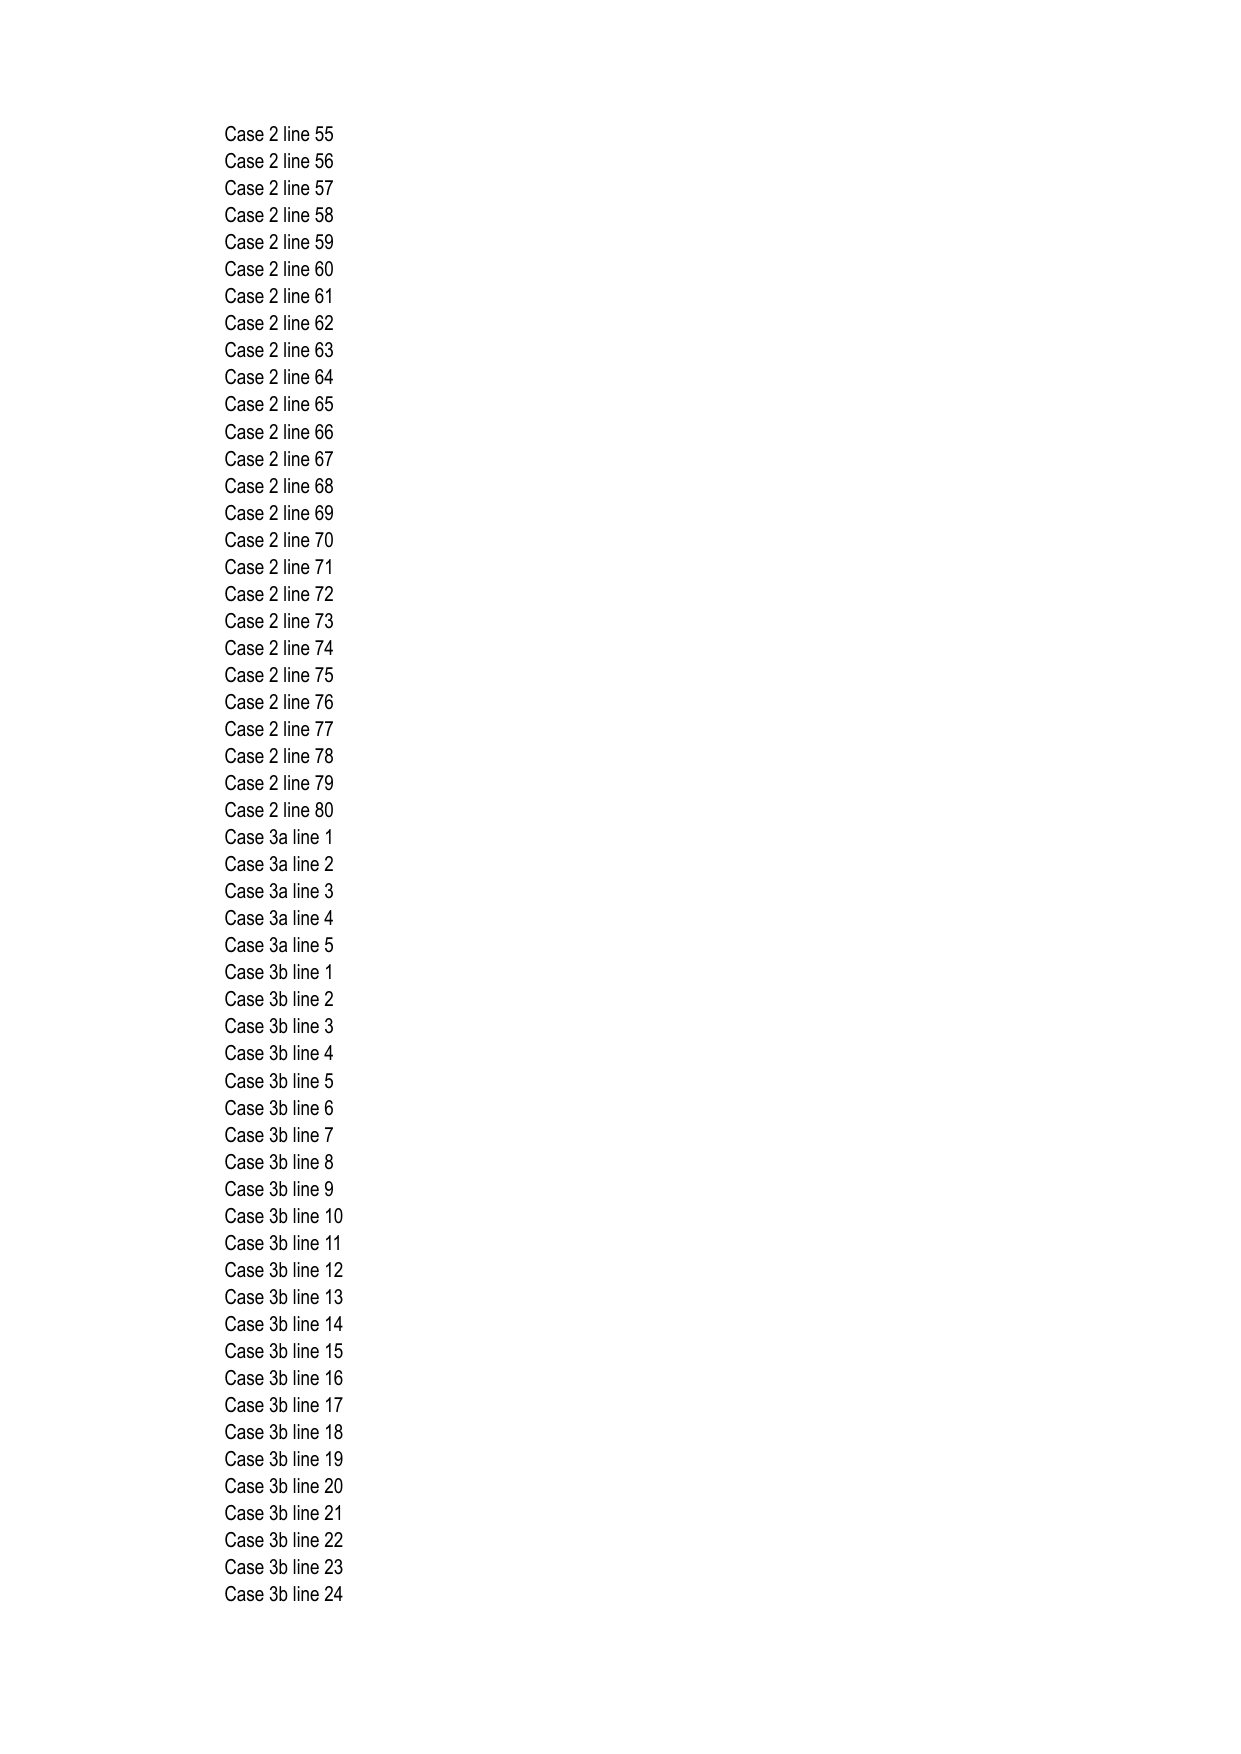 Case 2 line 55
Case 2 line 56
Case 2 line 57
Case 2 line 58
Case 2 line 59
Case 2 line 60
Case 2 line 61
Case 2 line 62
Case 2 line 63
Case 2 line 64
Case 2 line 65
Case 2 line 66
Case 2 line 67
Case 2 line 68
Case 2 line 69
Case 2 line 70
Case 2 line 71
Case 2 line 72
Case 2 line 73
Case 2 line 74
Case 2 line 75
Case 2 line 76
Case 2 line 77
Case 2 line 78
Case 2 line 79
Case 2 line 80
Case 3a line 1
Case 3a line 2
Case 3a line 3
Case 3a line 4
Case 3a line 5
Case 3b line 1
Case 3b line 2
Case 3b line 3
Case 3b line 4
Case 3b line 5
Case 3b line 6
Case 3b line 7
Case 3b line 8
Case 3b line 9
Case 3b line 10
Case 3b line 11
Case 3b line 12
Case 3b line 13
Case 3b line 14
Case 3b line 15
Case 3b line 16
Case 3b line 17
Case 3b line 18
Case 3b line 19
Case 3b line 20
Case 3b line 21
Case 3b line 22
Case 3b line 23
Case 3b line 24